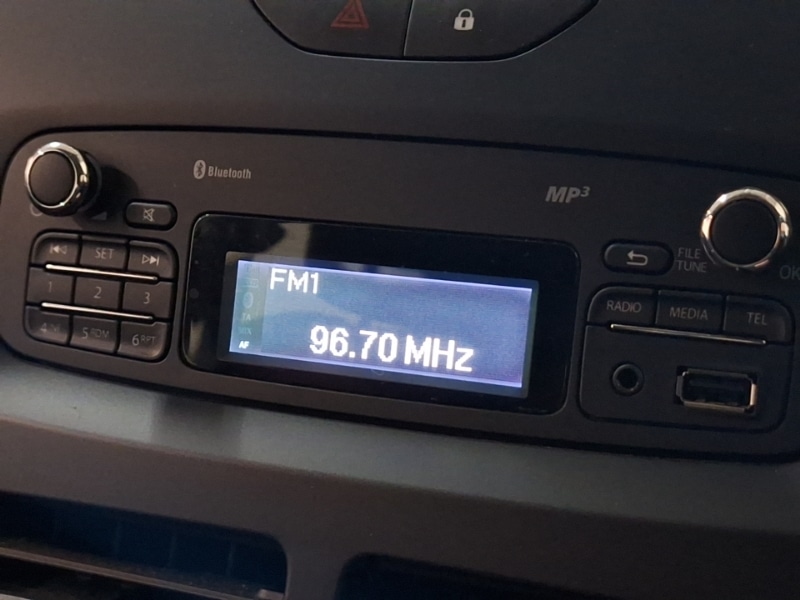 Bluetooth
MP3
SET
1
2
3
4
5 RDM
6 RPT
FM1
96.70 MHz
AF
FILE
TUNE
OK
RADIO
MEDIA
TEL